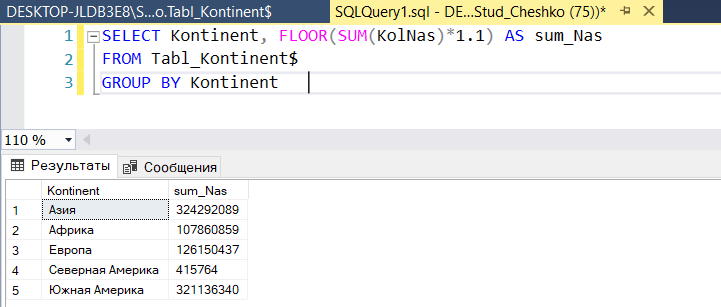 DESKTOP-JLDB3E8\S...o.Tabl_Kontinent$ SQLQuery1.sql - DE...Stud_Cheshko (75))*
1 SELECT Kontinent, FLOOR(SUM(KolNas)*1.1) AS sum_Nas
2 FROM Tabl_Kontinent$
3 GROUP BY Kontinent
110 %
Результаты Сообщения
Kontinent sum_Nas
1 Азия 324292089
2 Африка 107860859
3 Европа 126150437
4 Северная Америка 415764
5 Южная Америка 321136340